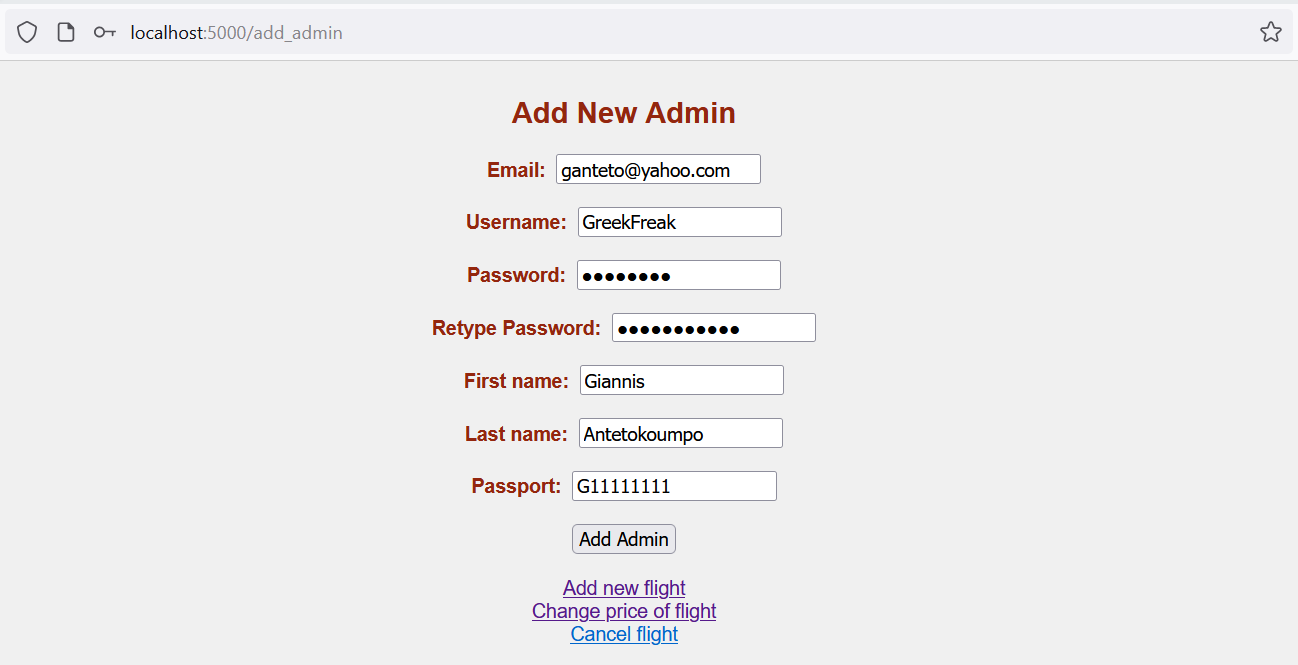 localhost:5000/add_admin
Add New Admin
Email: ganteto@yahoo.com
Username: GreekFreak
Password: ●●●●●●●●
Retype Password: ●●●●●●●●●●●
First name: Giannis
Last name: Antetokoumpo
Passport: G11111111
Add Admin
Add new flight
Change price of flight
Cancel flight